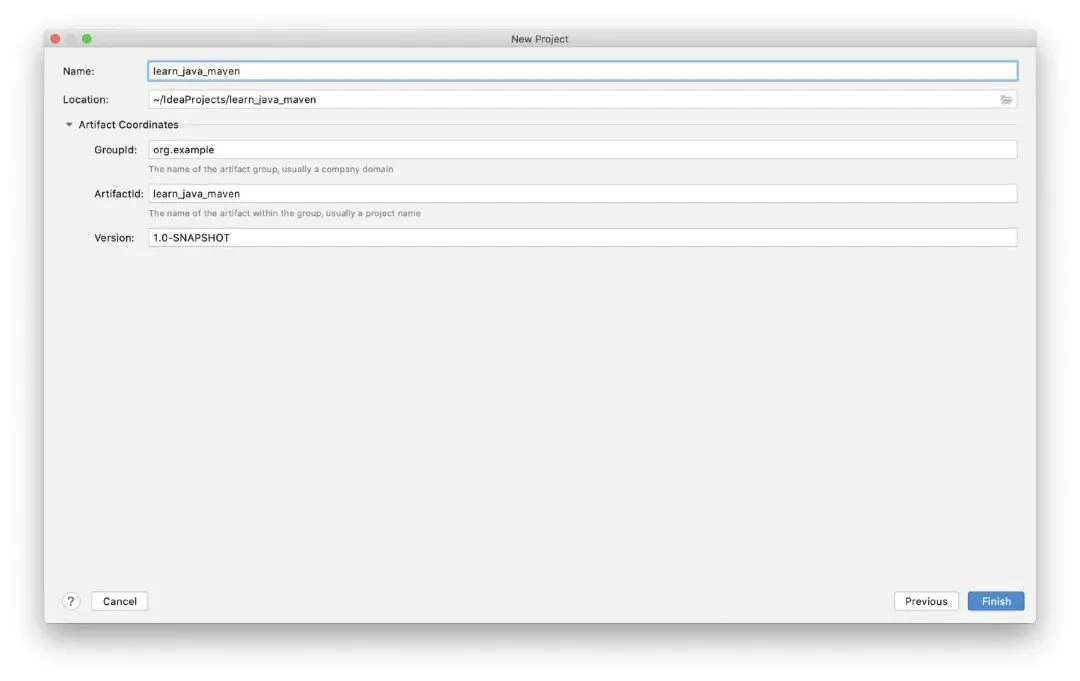 New Project
Name: learn_java_maven
Location: ~/IdeaProjects/learn_java_maven
Artifact Coordinates
GroupId: org.example
The name of the artifact group, usually a company domain
ArtifactId: learn_java_maven
The name of the artifact within the group, usually a project name
Version: 1.0-SNAPSHOT
? Cancel Previous Finish